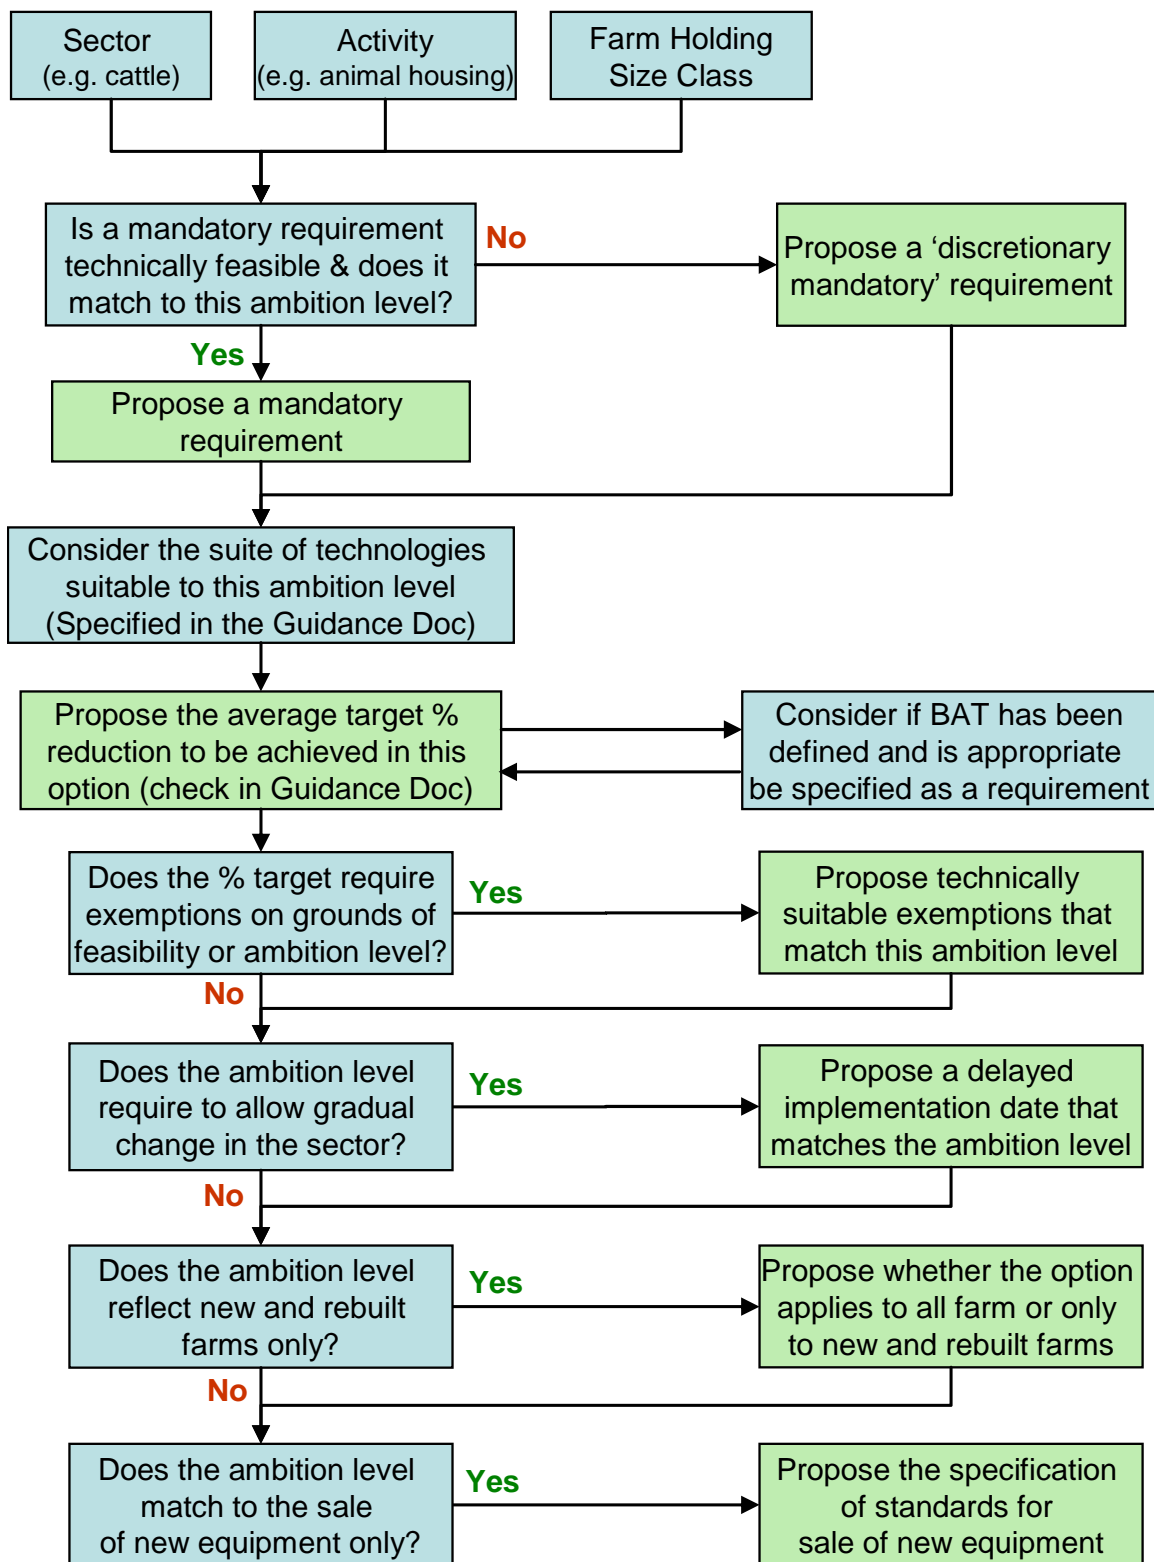 Sector
(e.g. cattle)
Activity
(e.g. animal housing)
Farm Holding
Size Class
Is a mandatory requirement
technically feasible & does it
match to this ambition level?
No
Propose a ‘discretionary
mandatory’ requirement
Yes
Propose a mandatory
requirement
Consider the suite of technologies
suitable to this ambition level
(Specified in the Guidance Doc)
Propose the average target %
reduction to be achieved in this
option (check in Guidance Doc)
Consider if BAT has been
defined and is appropriate
be specified as a requirement
Does the % target require
exemptions on grounds of
feasibility or ambition level?
Yes
Propose technically
suitable exemptions that
match this ambition level
No
Does the ambition level
require to allow gradual
change in the sector?
Yes
Propose a delayed
implementation date that
matches the ambition level
No
Does the ambition level
reflect new and rebuilt
farms only?
Yes
Propose whether the option
applies to all farm or only
to new and rebuilt farms
No
Does the ambition level
match to the sale
of new equipment only?
Yes
Propose the specification
of standards for
sale of new equipment